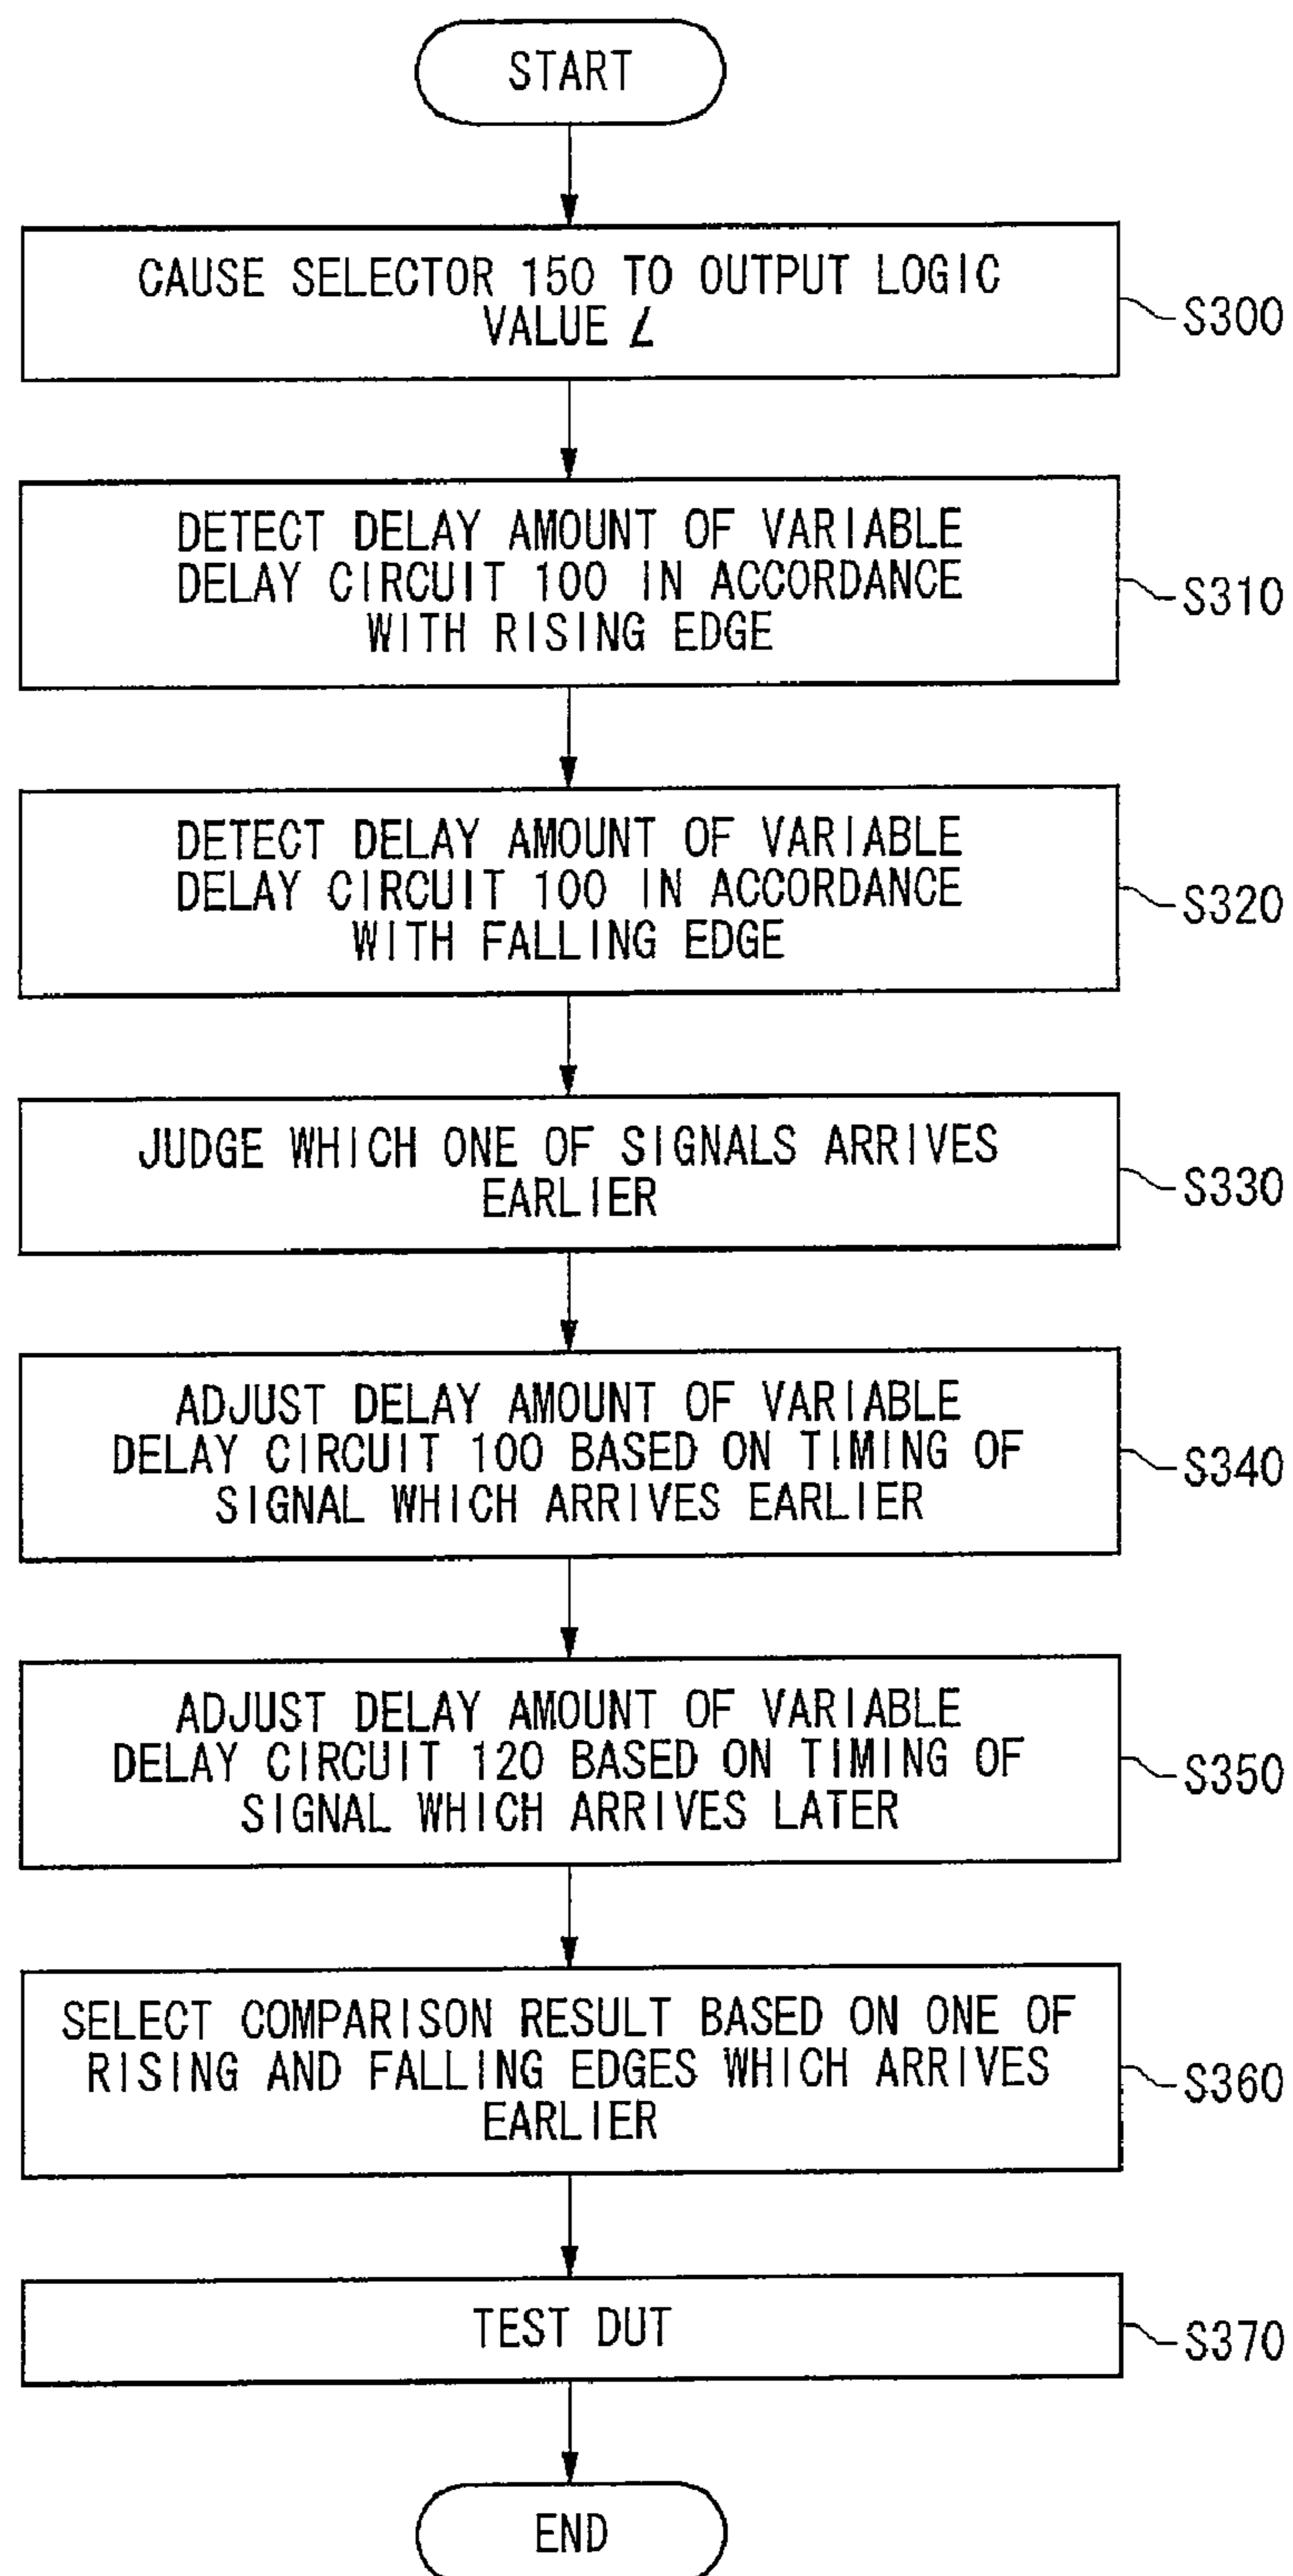 START
CAUSE SELECTOR 150 TO OUTPUT LOGIC
VALUE L
S300
DETECT DELAY AMOUNT OF VARIABLE
DELAY CIRCUIT 100 IN ACCORDANCE
WITH RISING EDGE
S310
DETECT DELAY AMOUNT OF VARIABLE
DELAY CIRCUIT 100 IN ACCORDANCE
WITH FALLING EDGE
S320
JUDGE WHICH ONE OF SIGNALS ARRIVES
EARLIER
S330
ADJUST DELAY AMOUNT OF VARIABLE
DELAY CIRCUIT 100 BASED ON TIMING OF
SIGNAL WHICH ARRIVES EARLIER
S340
ADJUST DELAY AMOUNT OF VARIABLE
DELAY CIRCUIT 120 BASED ON TIMING OF
SIGNAL WHICH ARRIVES LATER
S350
SELECT COMPARISON RESULT BASED ON ONE OF
RISING AND FALLING EDGES WHICH ARRIVES
EARLIER
S360
TEST DUT
S370
END